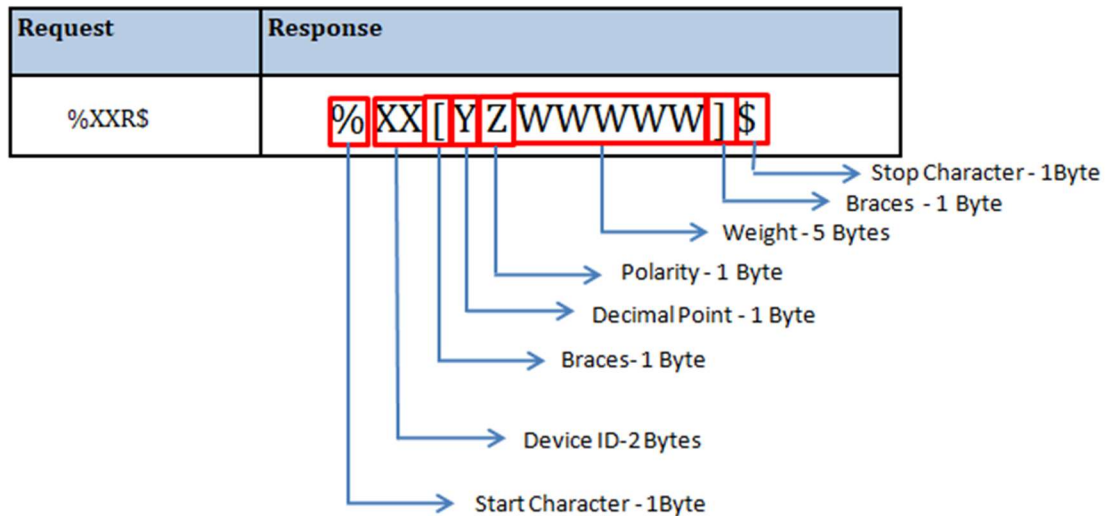 Request Response
%XXR$ %XX[YZWWWWW]$
Stop Character - 1Byte
Braces - 1 Byte
Weight - 5 Bytes
Polarity - 1 Byte
Decimal Point - 1 Byte
Braces- 1 Byte
Device ID-2 Bytes
Start Character - 1Byte